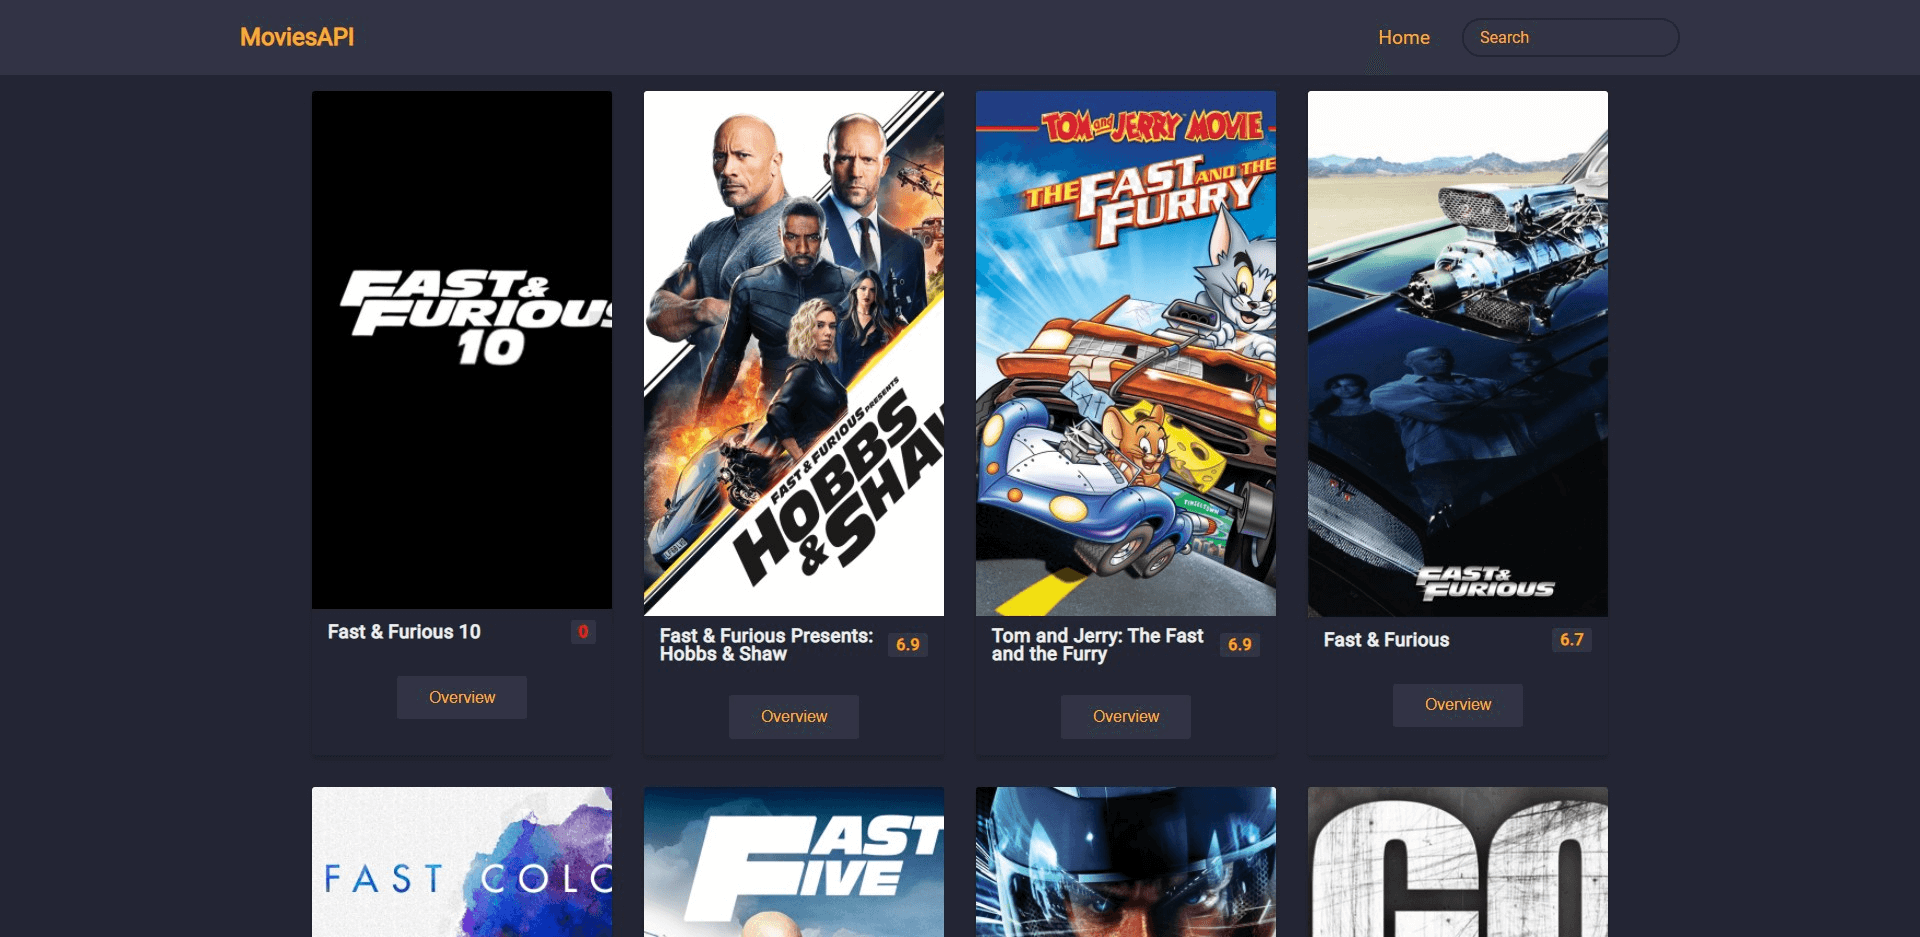 MoviesAPI
Home
Search
FAST &
FURIOUS
10
FAST & FURIOUS PRESENTS
HOBBS
& SHAW
TOM and JERRY MOVIE
THE FAST AND THE
FURRY
KAT
FAST &
FURIOUS
Fast & Furious 10
0
Fast & Furious Presents:
Hobbs & Shaw
6.9
Tom and Jerry: The Fast
and the Furry
6.9
Fast & Furious
6.7
Overview
Overview
Overview
Overview
FAST COLO
FAST
FIVE
GO